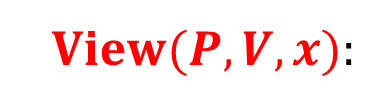 View(P, V, x):